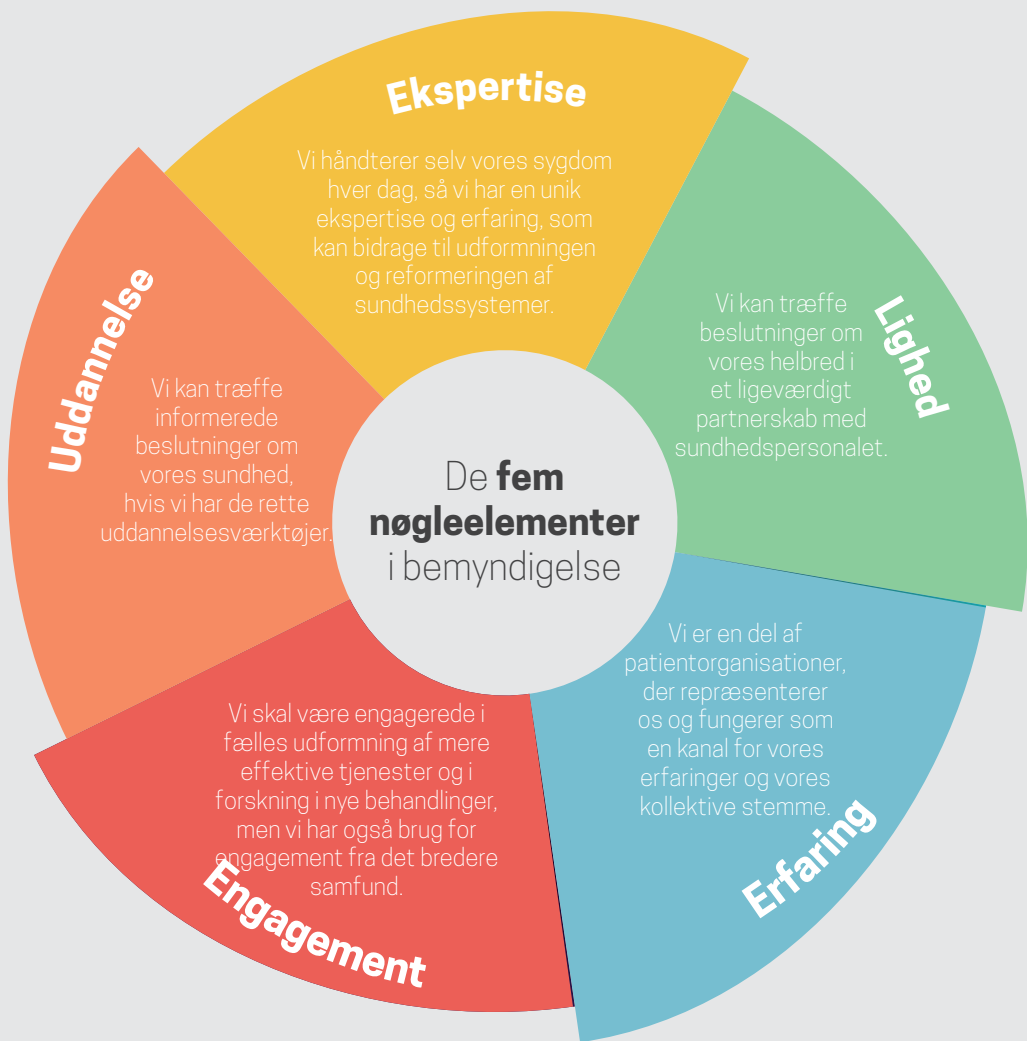 Ekspertise
Vi håndterer selv vores sygdom
hver dag, så vi har en unik
ekspertise og erfaring, som
kan bidrage til udformningen
og reformeringen af
sundhedssystemer.
Lighed
Vi kan træffe
beslutninger om
vores helbred i
et ligeværdigt
partnerskab med
sundhedspersonalet.
Uddannelse
Vi kan træffe
informerede
beslutninger om
vores sundhed,
hvis vi har de rette
uddannelsesværktøjer.
De fem
nøgleelementer
i bemyndigelse
Vi er en del af
patientorganisationer,
der repræsenterer
os og fungerer som
en kanal for vores
erfaringer og vores
kollektive stemme.
Erfaring
Vi skal være engagerede i
fælles udformning af mere
effektive tjenester og i
forskning i nye behandlinger,
men vi har også brug for
engagement fra det bredere
samfund.
Engagement